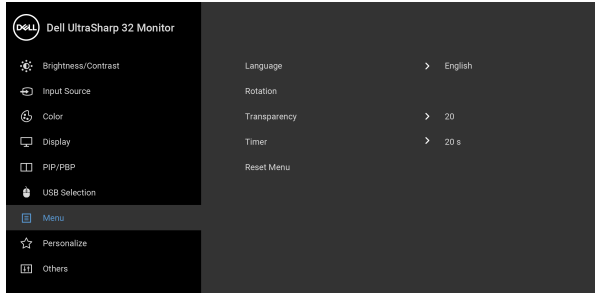 DELL Dell UltraSharp 32 Monitor
Brightness/Contrast
Input Source
Color
Display
PIP/PBP
USB Selection
Menu
Personalize
Others
Language > English
Rotation
Transparency > 20
Timer > 20 s
Reset Menu